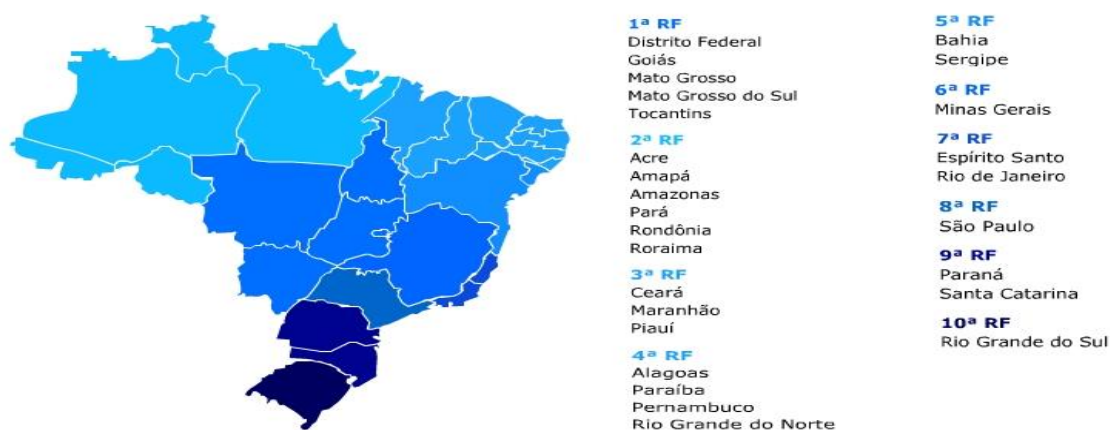 1ª RF
Distrito Federal
Goiás
Mato Grosso
Mato Grosso do Sul
Tocantins
2ª RF
Acre
Amapá
Amazonas
Pará
Rondônia
Roraima
3ª RF
Ceará
Maranhão
Piauí
4ª RF
Alagoas
Paraíba
Pernambuco
Rio Grande do Norte
5ª RF
Bahia
Sergipe
6ª RF
Minas Gerais
7ª RF
Espírito Santo
Rio de Janeiro
8ª RF
São Paulo
9ª RF
Paraná
Santa Catarina
10ª RF
Rio Grande do Sul